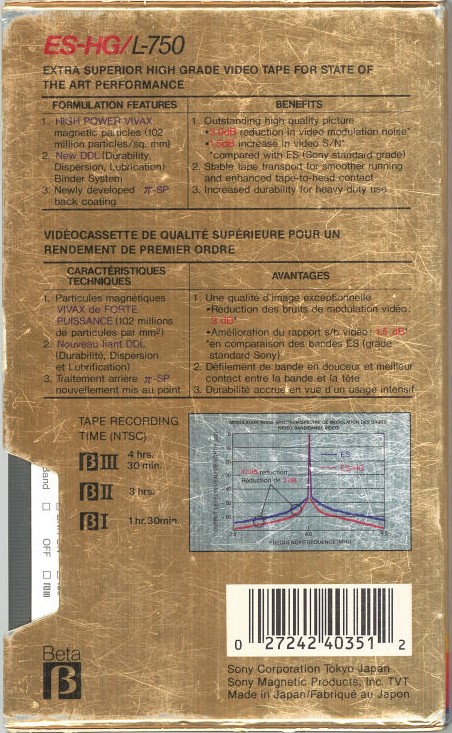 ES-HG/L-750
EXTRA SUPERIOR HIGH GRADE VIDEO TAPE FOR STATE OF
THE ART PERFORMANCE
FORMULATION FEATURES
1. HIGH POWER VIVAX
magnetic particles (102
million particles/sq. mm)
2. New DDL (Durability,
Dispersion, Lubrication)
Binder System
3. Newly developed π-SP
back coating
BENEFITS
1. Outstanding high quality picture
•3.0dB reduction in video modulation noise*
•1.5dB increase in video S/N*
*compared with ES (Sony standard grade)
2. Stable tape transport for smoother running
and enhanced tape-to-head contact
3. Increased durability for heavy duty use
VIDÉOCASSETTE DE QUALITÉ SUPÉRIEURE POUR UN
RENDEMENT DE PREMIER ORDRE
CARACTÉRISTIQUES
TECHNIQUES
1. Particules magnétiques
VIVAX de FORTE
PUISSANCE (102 millions
de particules par mm²)
2. Nouveau liant DDL
(Durabilité, Dispersion
et Lubrification)
3. Traitement arrière π-SP
nouvellement mis au point
AVANTAGES
1. Une qualité d'image exceptionnelle
•Réduction des bruits de modulation vidéo:
3 dB*
•Amélioration du rapport s/b vidéo: 1,5 dB*
*en comparaison des bandes ES (grade
standard Sony)
2. Défilement de bande en douceur et meilleur
contact entre la bande et la tête
3. Durabilité accrue en vue d'un usage intensif
TAPE RECORDING
TIME (NTSC)
βIII 4 hrs.
30 min.
βII 3 hrs.
βI 1 hr. 30min.
MODULATION NOISE SPECTRUM/SPECTRE DE MODULATION DES BRUITS
ES
ES-HG
3.0dB reduction
Réduction de 3 dB
4.0
FREQUENCY/FRÉQUENCE (MHz)
Band
OFF
βIII
Beta
β
0 27242 40351 2
Sony Corporation Tokyo Japan
Sony Magnetic Products, Inc. TVT
Made in Japan/Fabriqué au Japon